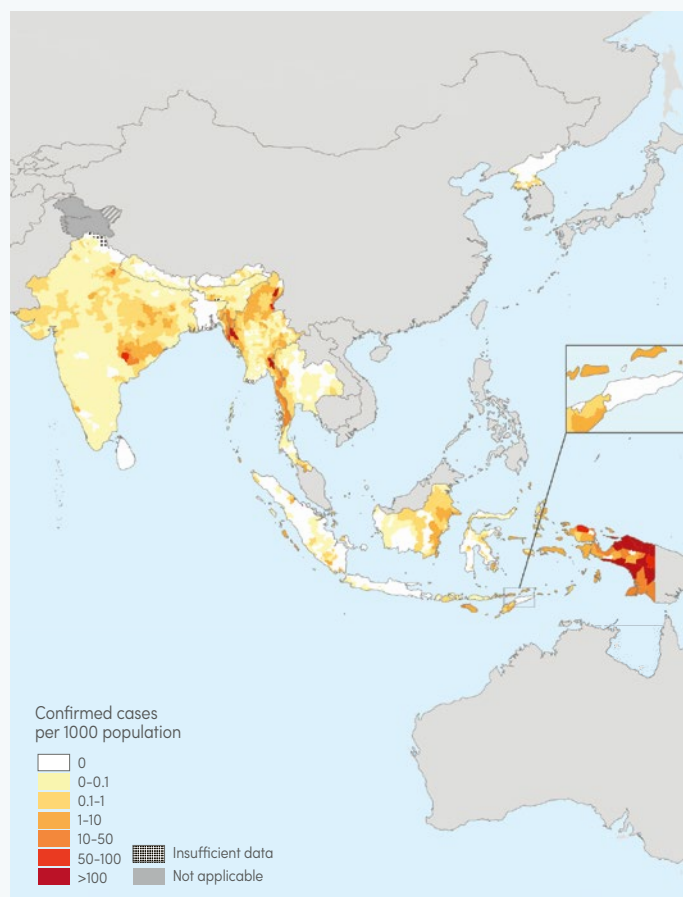 Confirmed cases
per 1000 population
0
0-0.1
0.1-1
1-10
10-50
50-100
>100
Insufficient data
Not applicable